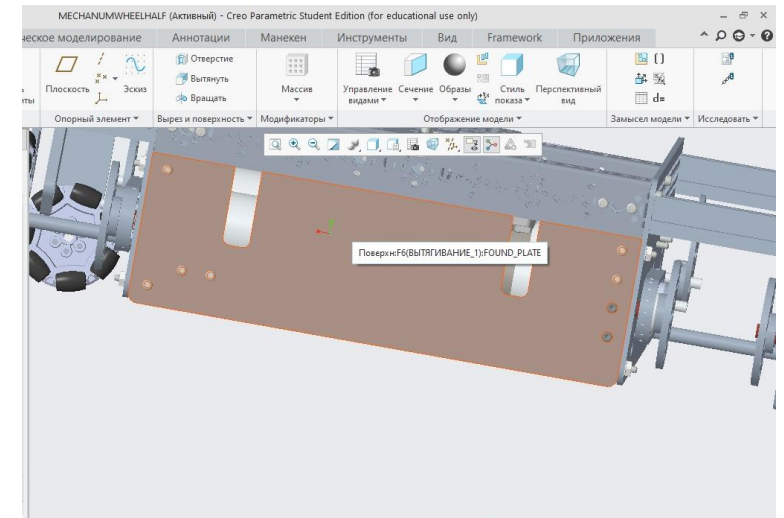 MECHANUMWHEELHALF (Активный) - Creo Parametric Student Edition (for educational use only)
ческое моделирование Аннотации Манекен Инструменты Вид Framework Приложения
Плоскость Эскиз
Отверстие
Вытянуть
Вращать
Массив
Управление видами
Сечение
Образы
Стиль показа
Перспективный вид
d=
ты
Опорный элемент Вырез и поверхность Модификаторы Отображение модели Замысел модели Исследовать
Поверхн:F6(ВЫТЯГИВАНИЕ_1):FOUND_PLATE